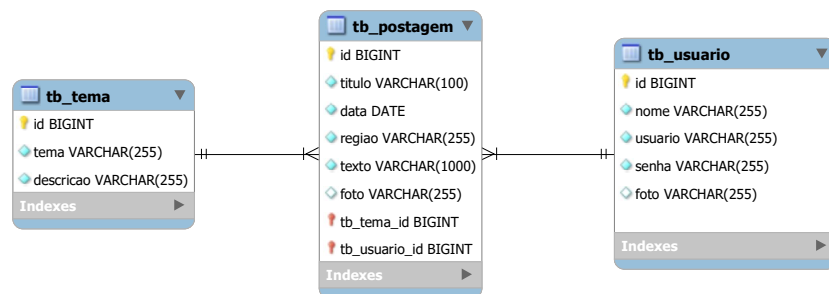 tb_tema
id BIGINT
tema VARCHAR(255)
descricao VARCHAR(255)
Indexes
tb_postagem
id BIGINT
titulo VARCHAR(100)
data DATE
regiao VARCHAR(255)
texto VARCHAR(1000)
foto VARCHAR(255)
tb_tema_id BIGINT
tb_usuario_id BIGINT
Indexes
tb_usuario
id BIGINT
nome VARCHAR(255)
usuario VARCHAR(255)
senha VARCHAR(255)
foto VARCHAR(255)
Indexes